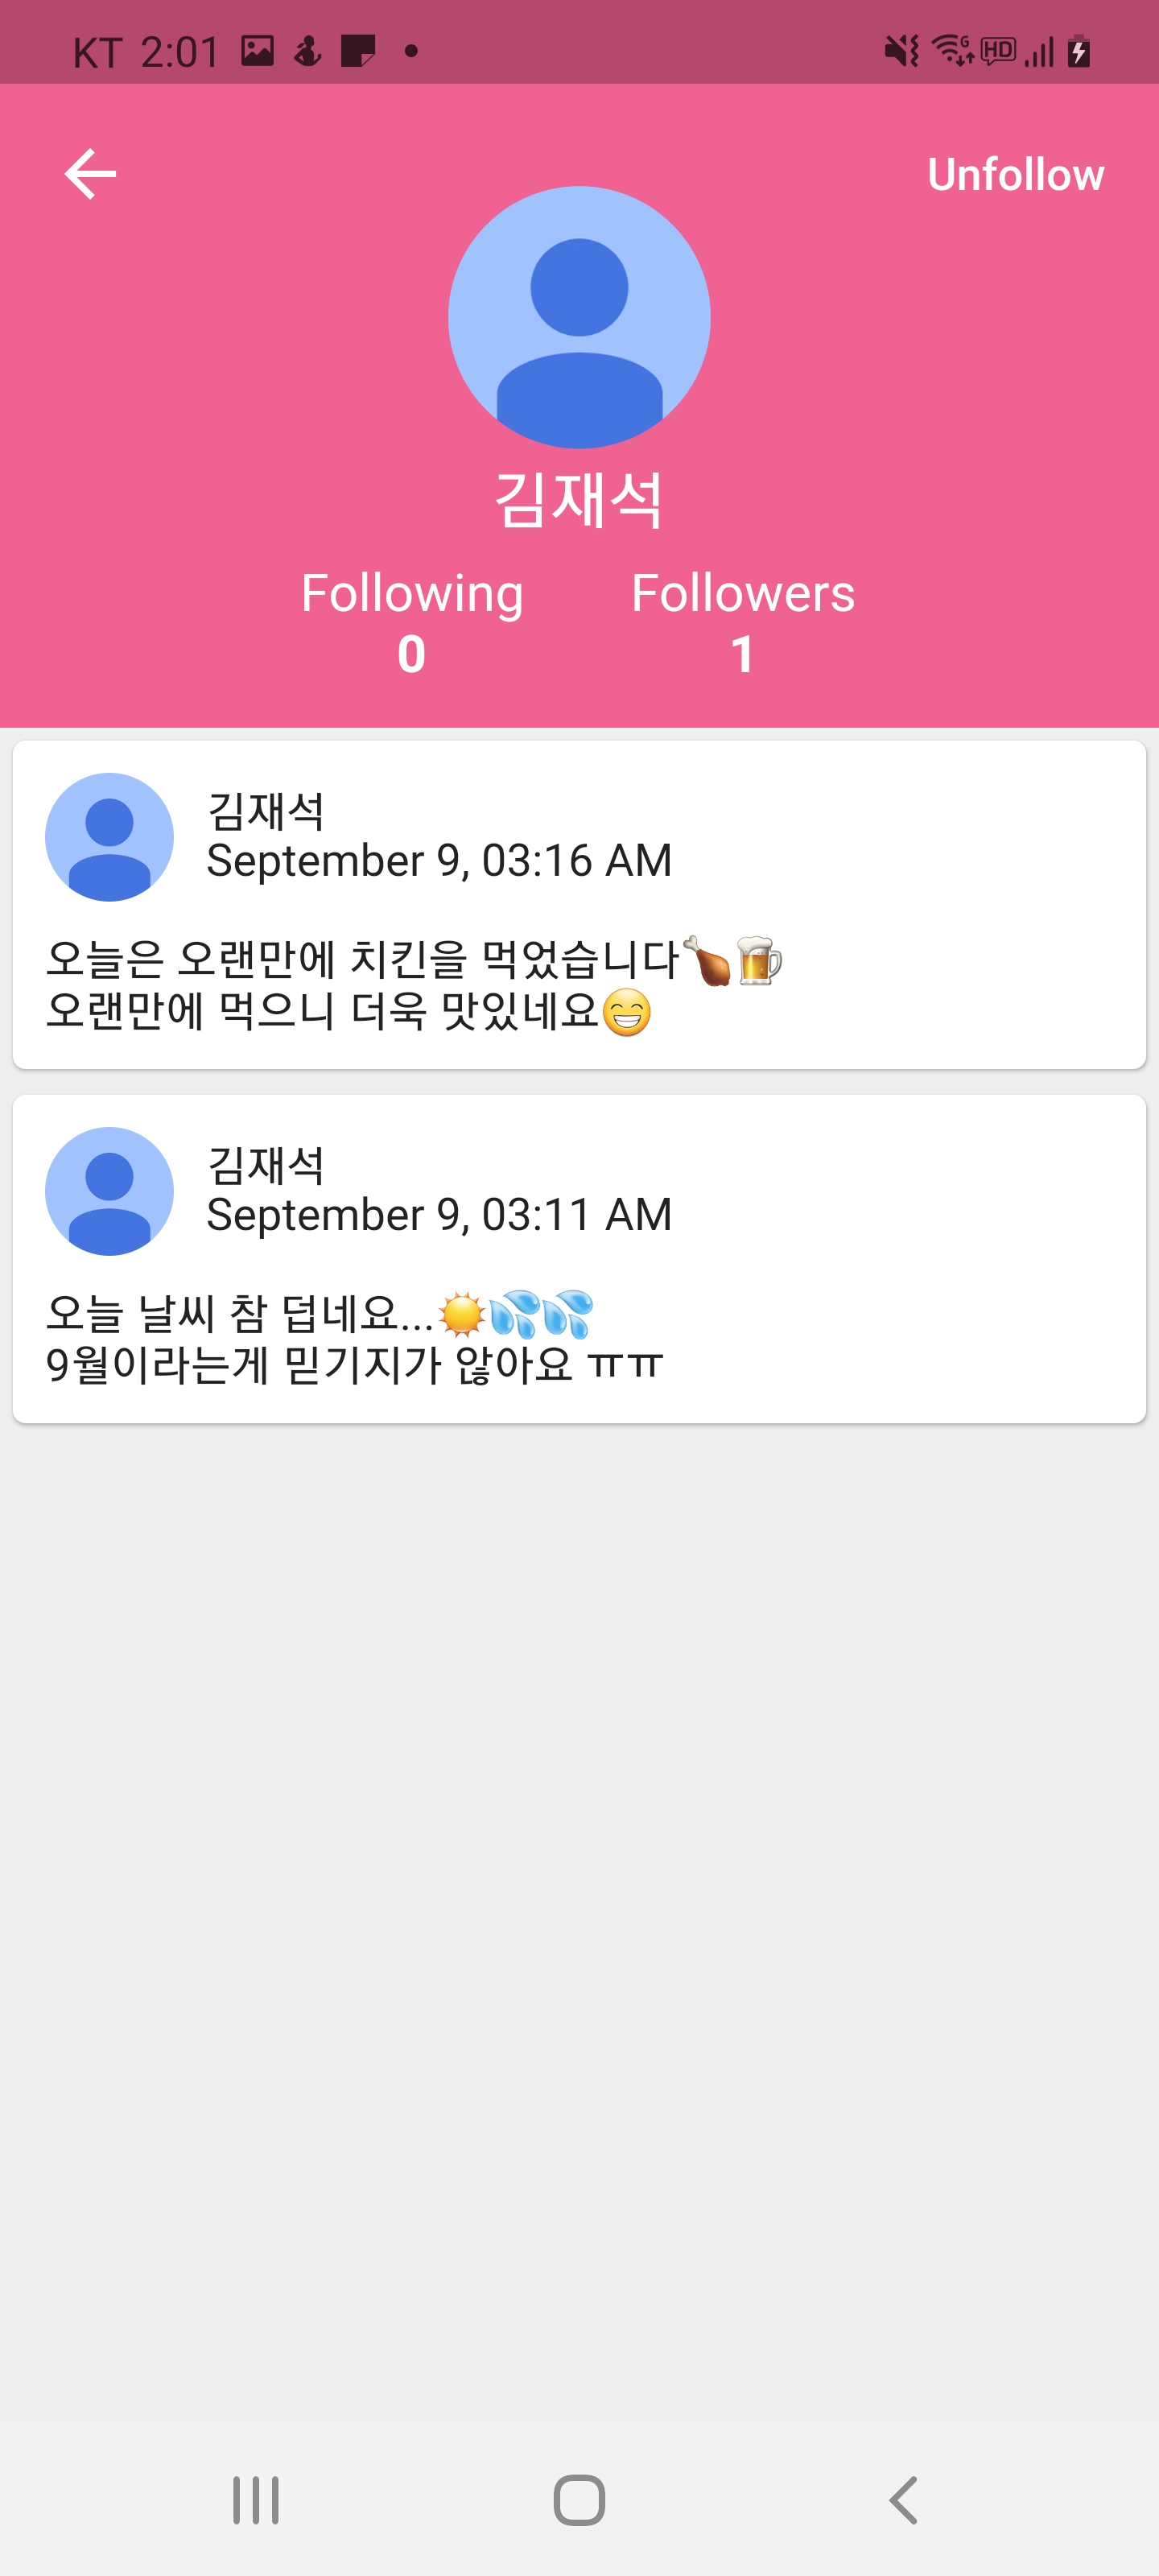 KT 2:01
HD
Unfollow
김재석
Following Followers
0 1
김재석
September 9, 03:16 AM
오늘은 오랜만에 치킨을 먹었습니다🍗🍺
오랜만에 먹으니 더욱 맛있네요😁
김재석
September 9, 03:11 AM
오늘 날씨 참 덥네요...☀️💦💦
9월이라는게 믿기지가 않아요 ㅠㅠ